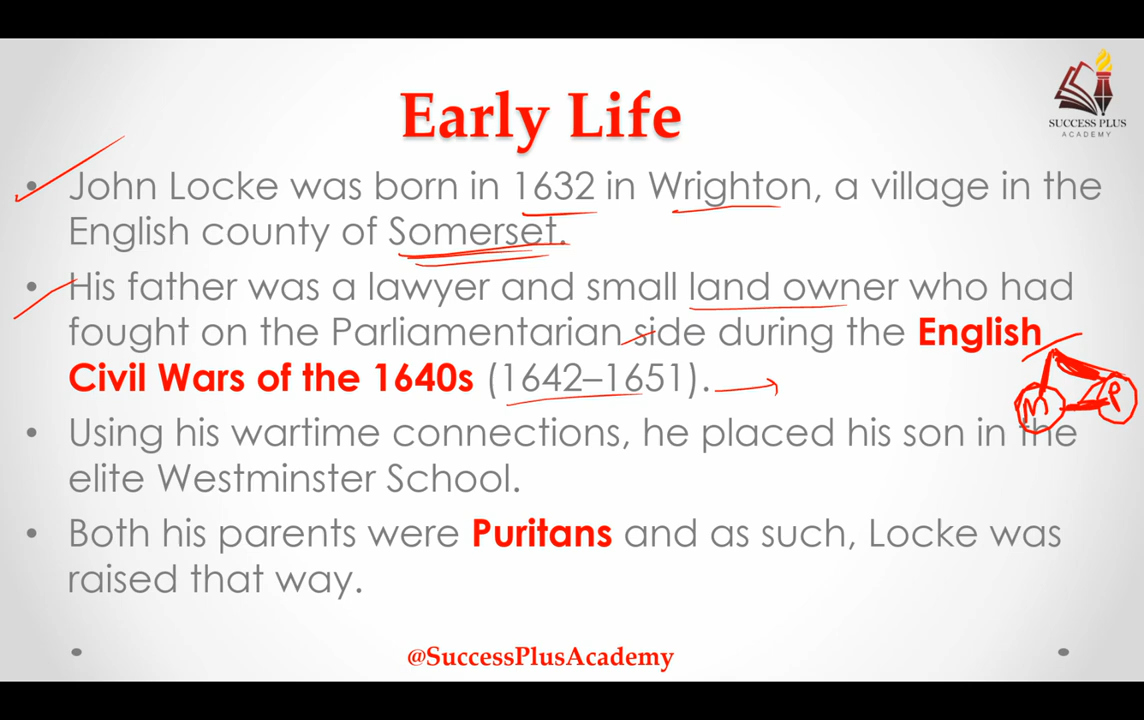 SUCCESS PLUS
ACADEMY
Early Life
• John Locke was born in 1632 in Wrighton, a village in the
English county of Somerset.
• His father was a lawyer and small land owner who had
fought on the Parliamentarian side during the English
Civil Wars of the 1640s (1642–1651).
M P
• Using his wartime connections, he placed his son in the
elite Westminster School.
• Both his parents were Puritans and as such, Locke was
raised that way.
@SuccessPlusAcademy